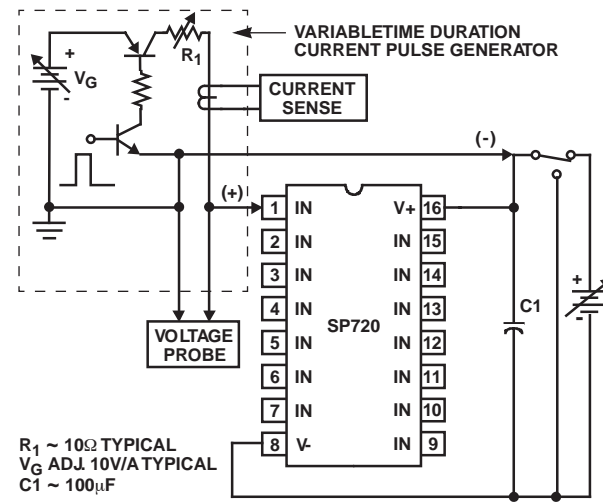 VARIABLETIME DURATION
CURRENT PULSE GENERATOR
+
VG
-
R1
CURRENT
SENSE
(-)
(+)
1 IN V+ 16
2 IN IN 15
3 IN IN 14
4 IN IN 13
SP720
5 IN IN 12
6 IN IN 11
7 IN IN 10
8 V- IN 9
C1
+
-
VOLTAGE
PROBE
R1 ~ 10Ω TYPICAL
VG ADJ. 10V/A TYPICAL
C1 ~ 100μF